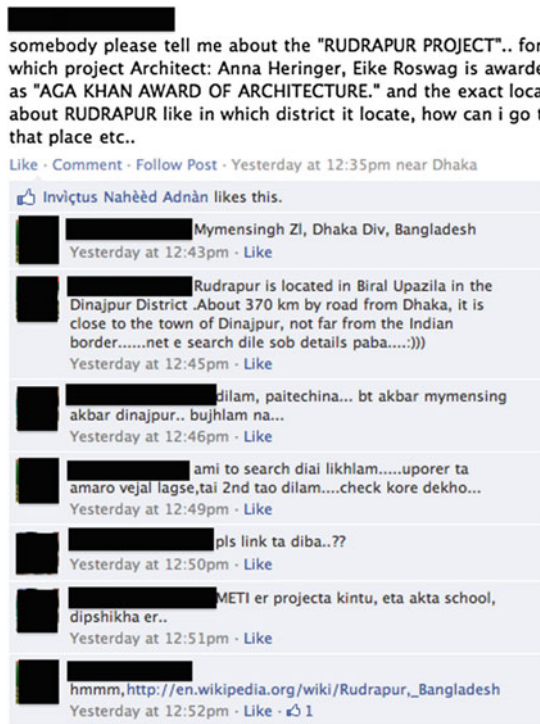 somebody please tell me about the "RUDRAPUR PROJECT".. for
which project Architect: Anna Heringer, Eike Roswag is awarde
as "AGA KHAN AWARD OF ARCHITECTURE." and the exact loca
about RUDRAPUR like in which district it locate, how can i go t
that place etc..
Like · Comment · Follow Post · Yesterday at 12:35pm near Dhaka
Invìçtus Nahèèd Adnàn likes this.
Mymensingh Zl, Dhaka Div, Bangladesh
Yesterday at 12:43pm · Like
Rudrapur is located in Biral Upazila in the
Dinajpur District .About 370 km by road from Dhaka, it is
close to the town of Dinajpur, not far from the Indian
border......net e search dile sob details paba....:)))
Yesterday at 12:45pm · Like
dilam, paitechina... bt akbar mymensing
akbar dinajpur.. bujhlam na...
Yesterday at 12:46pm · Like
ami to search diai likhlam.....uporer ta
amaro vejal lagse,tai 2nd tao dilam....check kore dekho...
Yesterday at 12:49pm · Like
pls link ta diba..??
Yesterday at 12:50pm · Like
METI er projecta kintu, eta akta school,
dipshikha er..
Yesterday at 12:51pm · Like
hmmm,http://en.wikipedia.org/wiki/Rudrapur,_Bangladesh
Yesterday at 12:52pm · Like · 1